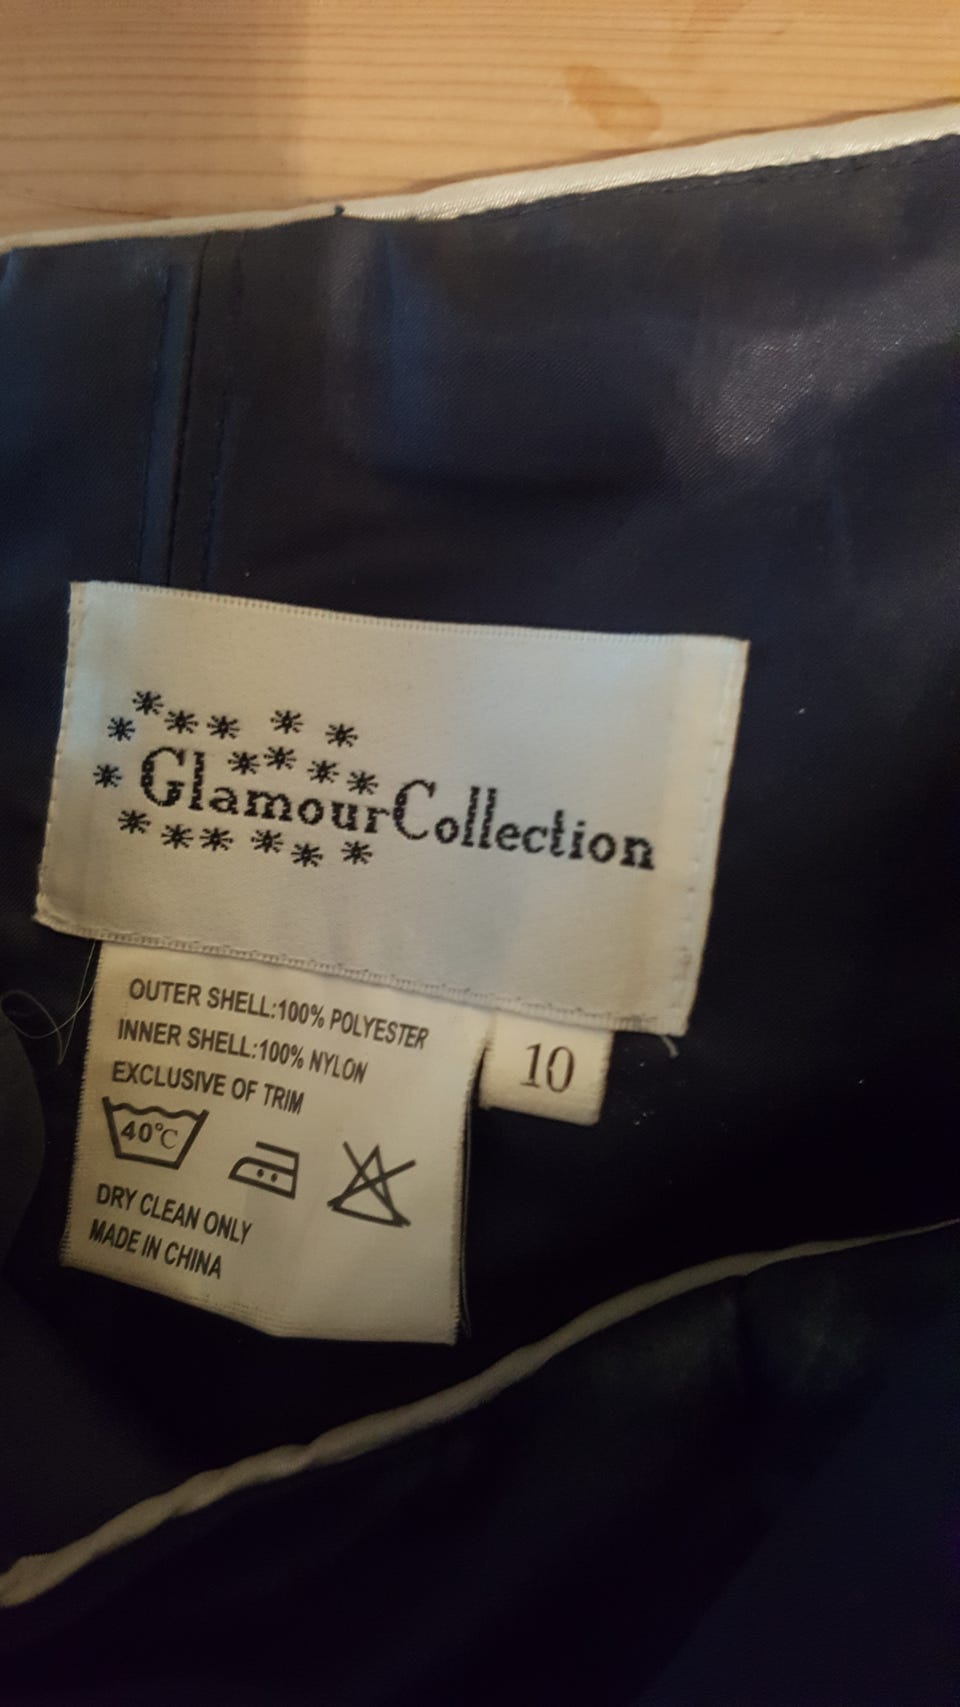 GlamourCollection
OUTER SHELL:100% POLYESTER
INNER SHELL:100% NYLON
EXCLUSIVE OF TRIM
40℃
DRY CLEAN ONLY
MADE IN CHINA
10